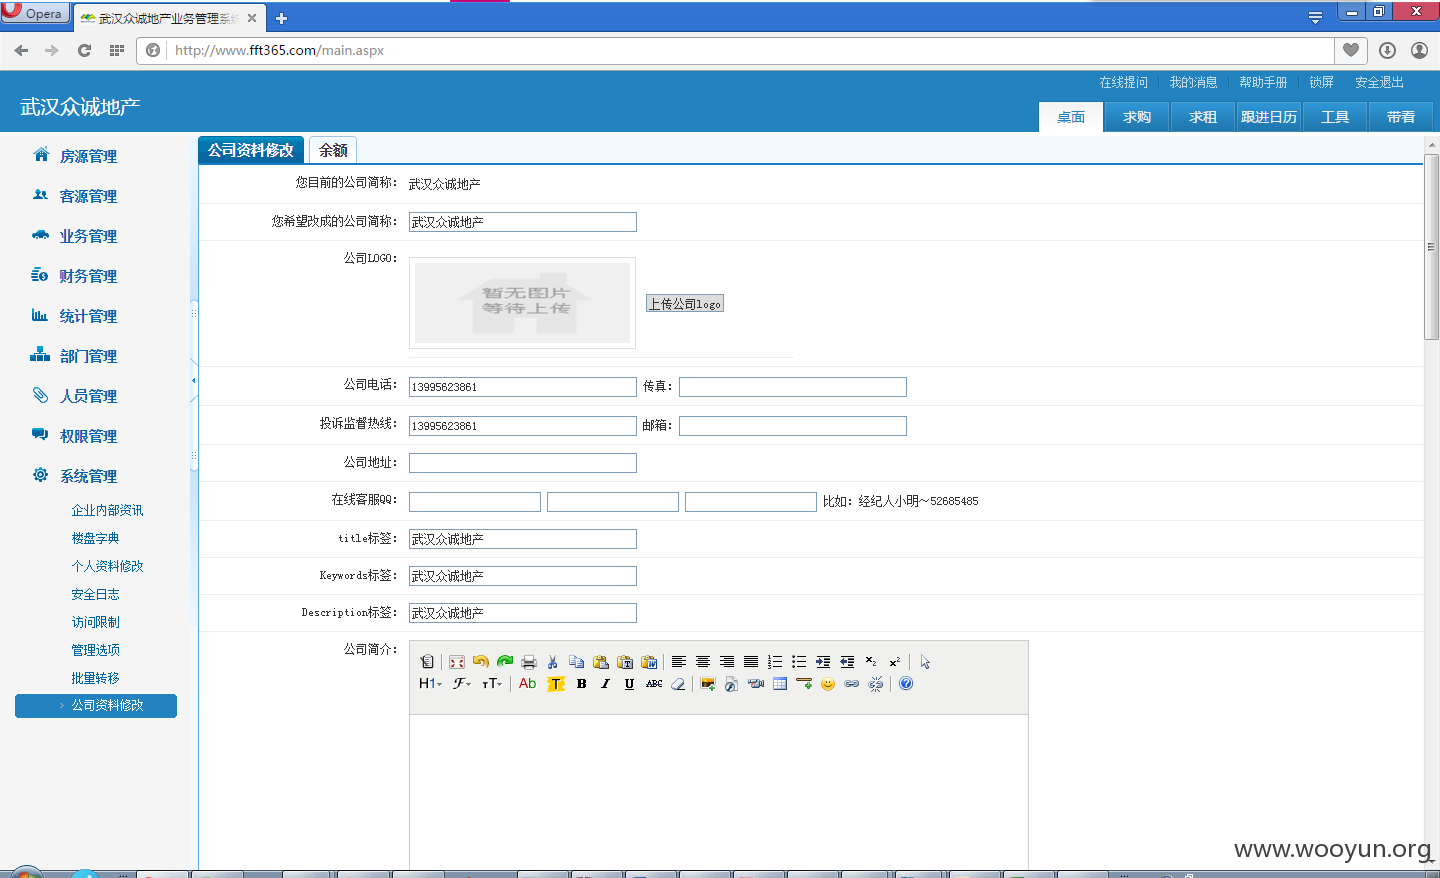 Opera
武汉众诚地产业务管理系统
http://www.fft365.com/main.aspx
在线提问 我的消息 帮助手册 锁屏 安全退出
武汉众诚地产
桌面 求购 求租 跟进日历 工具 带看
房源管理
客源管理
业务管理
财务管理
统计管理
部门管理
人员管理
权限管理
系统管理
企业内部资讯
楼盘字典
个人资料修改
安全日志
访问限制
管理选项
批量转移
公司资料修改
公司资料修改 余额
您目前的公司简称： 武汉众诚地产
您希望改成的公司简称： 武汉众诚地产
公司LOGO：
暂无图片
等待上传
上传公司logo
公司电话： 13995623861 传真：
投诉监督热线： 13995623861 邮箱：
公司地址：
在线客服QQ： 比如：经纪人小明～52685485
title标签： 武汉众诚地产
Keywords标签： 武汉众诚地产
Description标签： 武汉众诚地产
公司简介：
www.wooyun.org